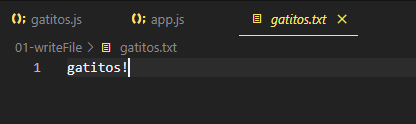 gatitos.js app.js gatitos.txt
01-writeFile > gatitos.txt
1 gatitos!